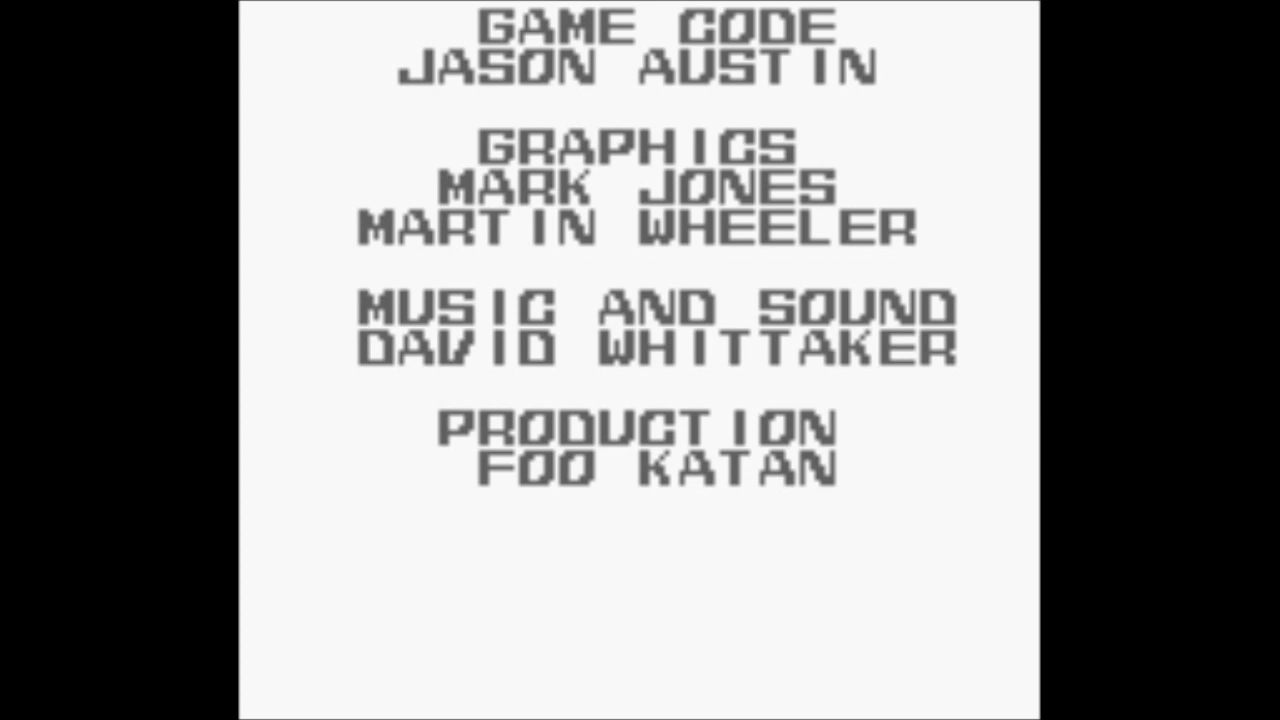 GAME CODE
JASON AUSTIN
GRAPHICS
MARK JONES
MARTIN WHEELER
MUSIC AND SOUND
DAVID WHITTAKER
PRODUCTION
FOO KATAN